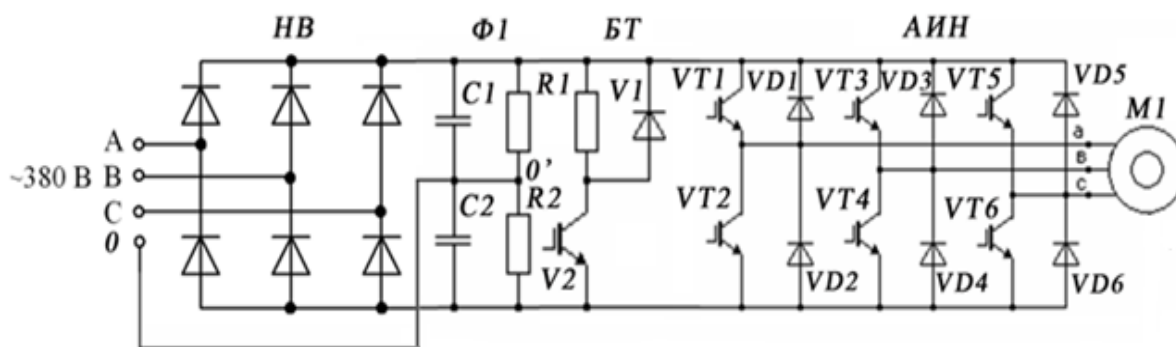 НВ Ф1 БТ АИН
C1 R1 V1 VT1 VD1 VT3 VD3 VT5 VD5
M1
A
~380 В B
C
0
0'
C2 R2 V2
VT2 VD2 VT4 VD4 VT6 VD6
a
в
c